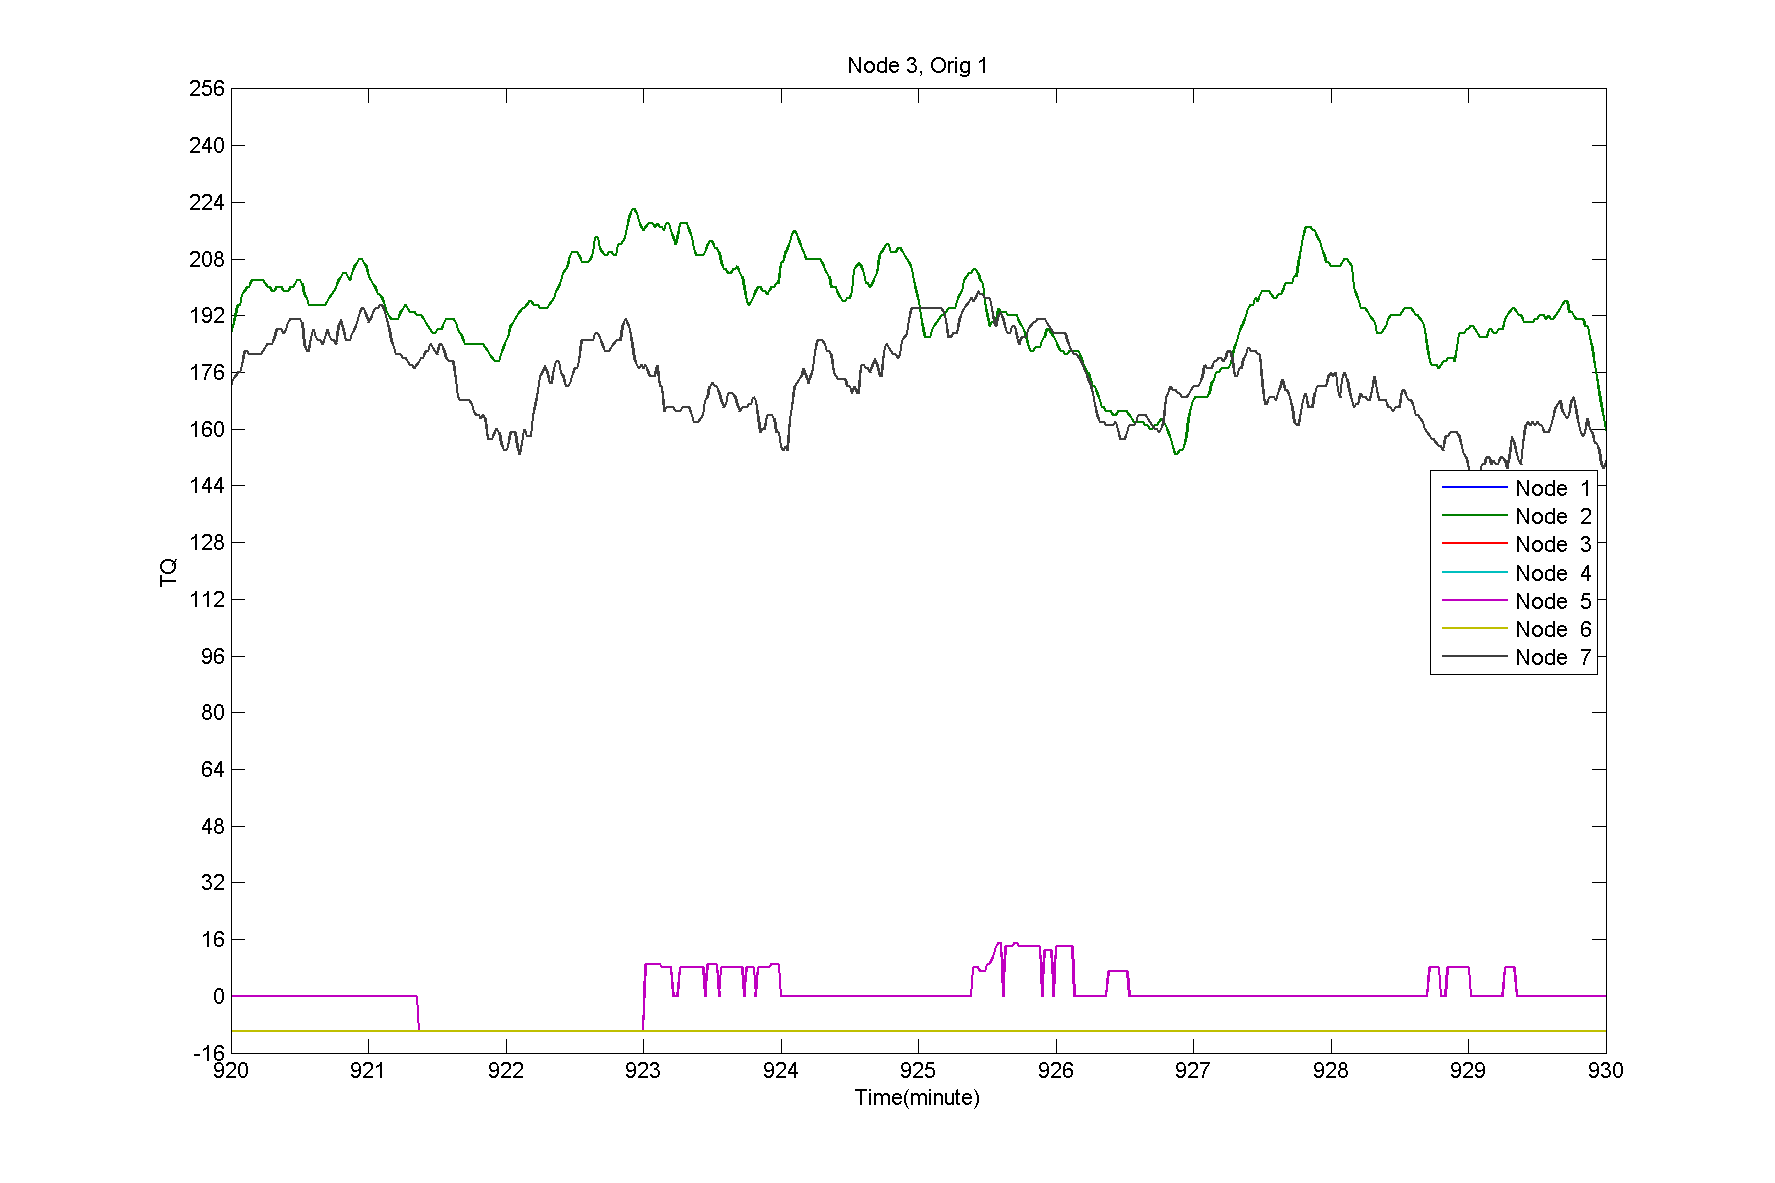 Node 3, Orig 1
256
240
224
208
192
176
160
144
128
112
96
80
64
48
32
16
0
-16
TQ
Node 1
Node 2
Node 3
Node 4
Node 5
Node 6
Node 7
920 921 922 923 924 925 926 927 928 929 930
Time(minute)